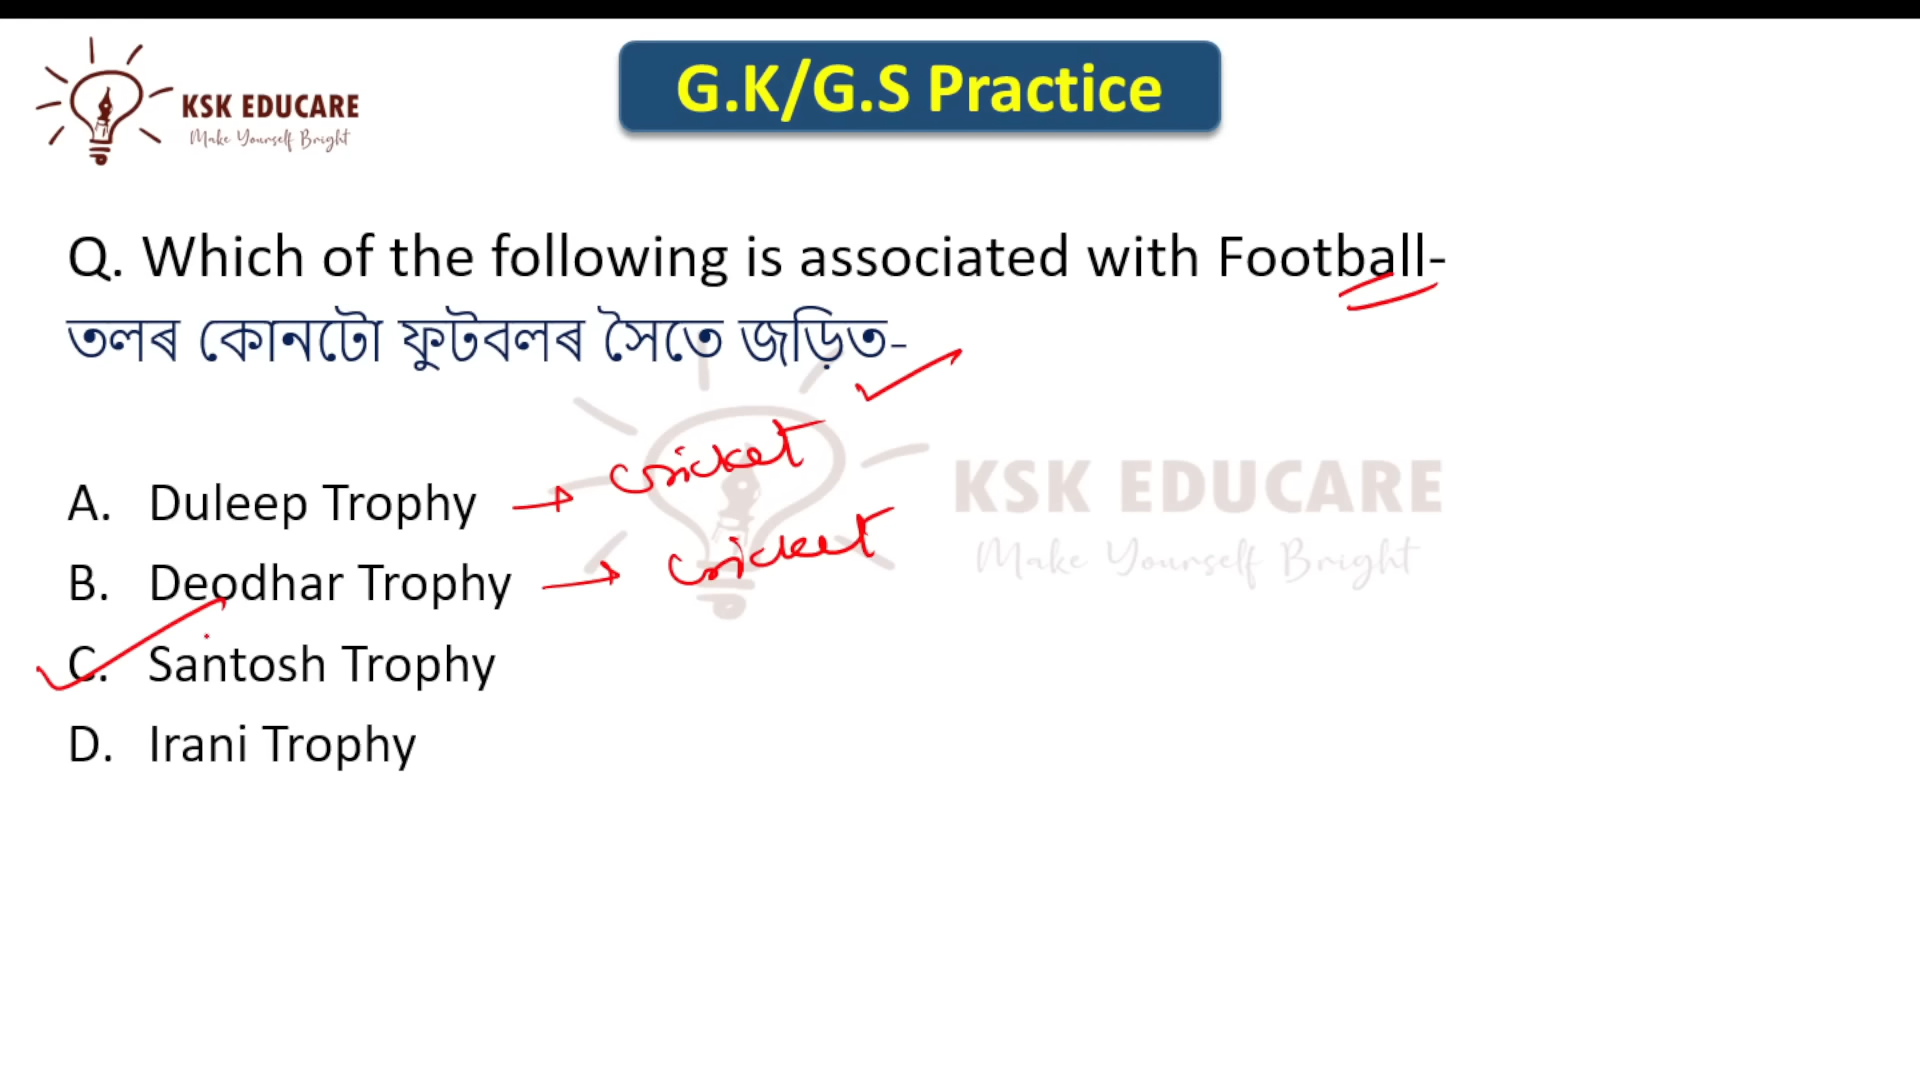 KSK EDUCARE
Make Yourself Bright
G.K/G.S Practice
Q. Which of the following is associated with Football-
তলৰ কোনটো ফুটবলৰ সৈতে জড়িত-
A. Duleep Trophy → cricket
B. Deodhar Trophy → cricket
C. Santosh Trophy
D. Irani Trophy
KSK EDUCARE
Make Yourself Bright